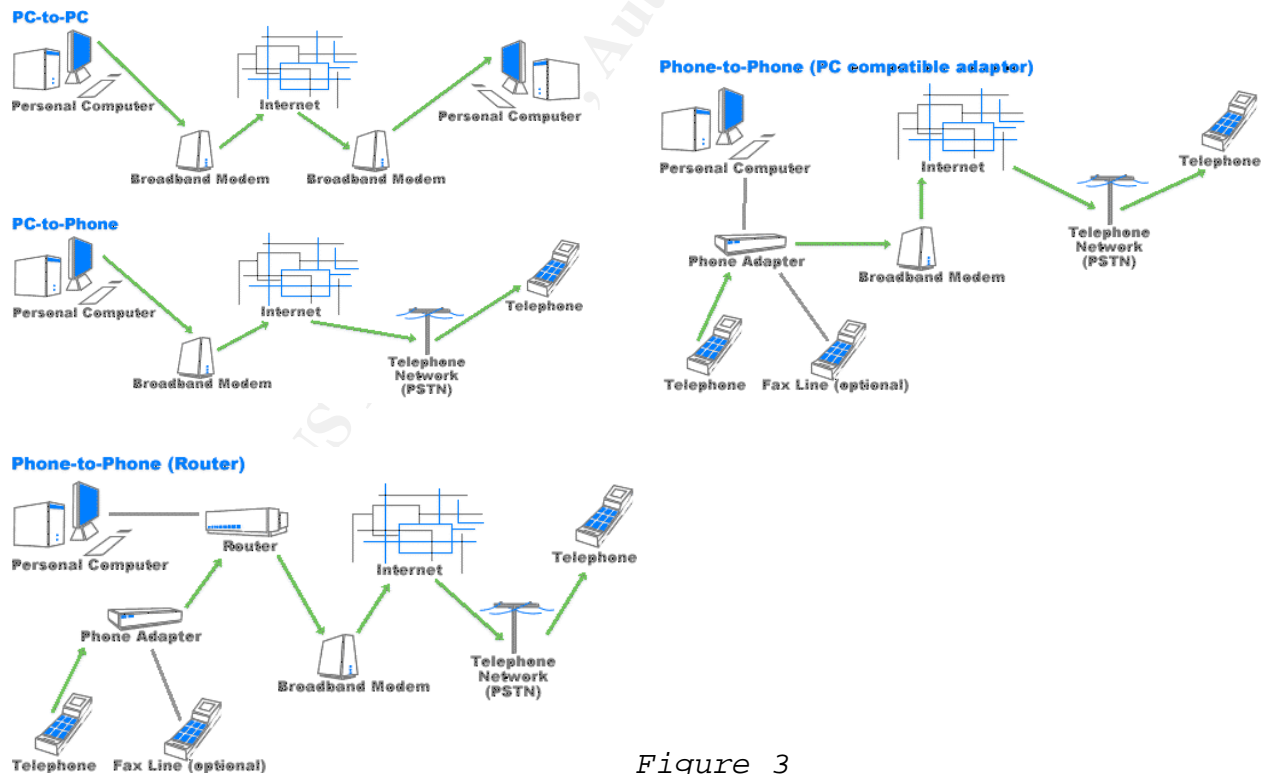 PC-to-PC
Personal Computer
Broadband Modem
Internet
Broadband Modem
Personal Computer
PC-to-Phone
Personal Computer
Broadband Modem
Internet
Telephone
Network
(PSTN)
Telephone
Phone-to-Phone (PC compatible adaptor)
Personal Computer
Phone Adapter
Telephone
Fax Line (optional)
Broadband Modem
Internet
Telephone
Network
(PSTN)
Telephone
Phone-to-Phone (Router)
Personal Computer
Router
Phone Adapter
Telephone
Fax Line (optional)
Broadband Modem
Internet
Telephone
Network
(PSTN)
Telephone
Figure 3